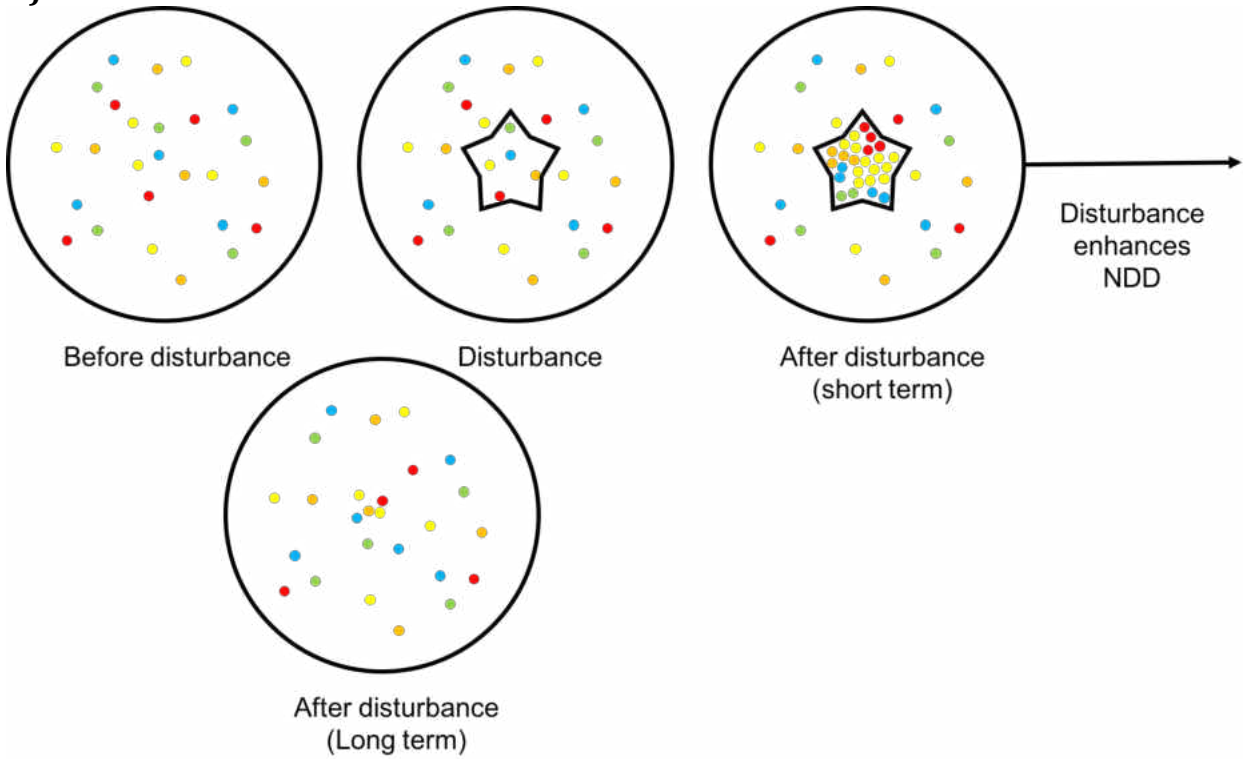 Before disturbance
Disturbance
After disturbance
(short term)
Disturbance
enhances
NDD
After disturbance
(Long term)